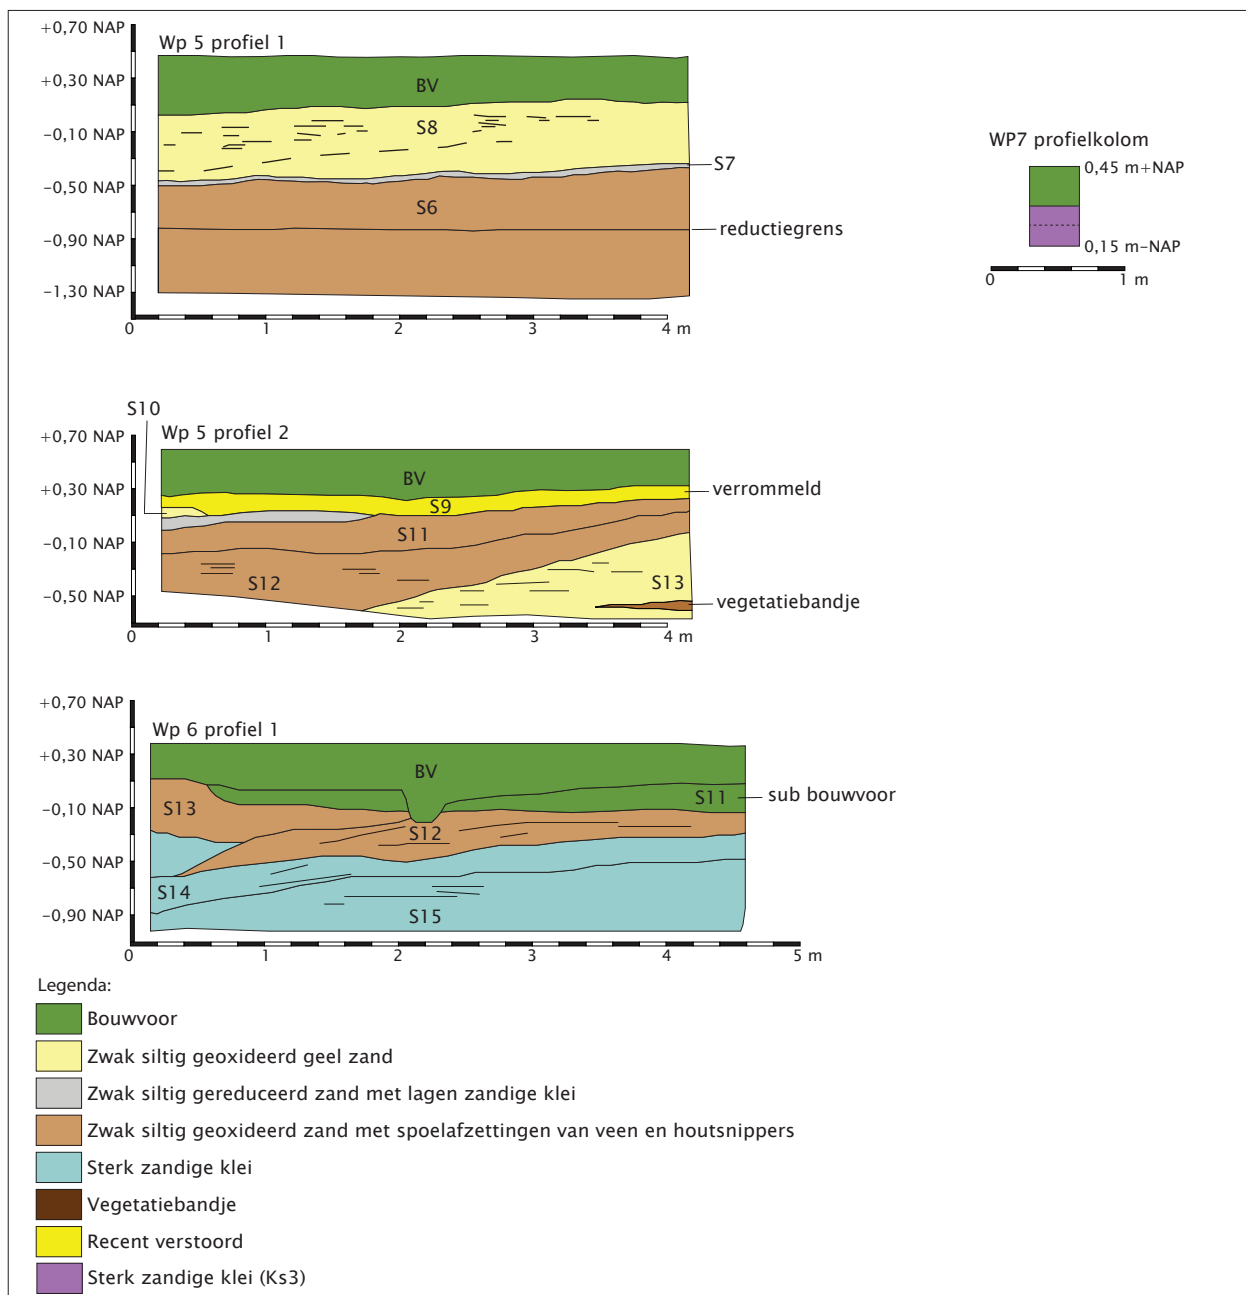 +0,70 NAP
Wp 5 profiel 1
+0,30 NAP
BV
−0,10 NAP
S8
S7
−0,50 NAP
S6
reductiegrens
−0,90 NAP
−1,30 NAP
0 1 2 3 4 m
WP7 profielkolom
0,45 m+NAP
0,15 m−NAP
0 1 m
S10
+0,70 NAP
Wp 5 profiel 2
BV
+0,30 NAP
verrommeld
S9
−0,10 NAP
S11
S12
S13
−0,50 NAP
vegetatiebandje
0 1 2 3 4 m
+0,70 NAP
Wp 6 profiel 1
+0,30 NAP
BV
S11
sub bouwvoor
−0,10 NAP
S13
S12
−0,50 NAP
S14
−0,90 NAP
S15
0 1 2 3 4 5 m
Legenda:
Bouwvoor
Zwak siltig geoxideerd geel zand
Zwak siltig gereduceerd zand met lagen zandige klei
Zwak siltig geoxideerd zand met spoelafzettingen van veen en houtsnippers
Sterk zandige klei
Vegetatiebandje
Recent verstoord
Sterk zandige klei (Ks3)